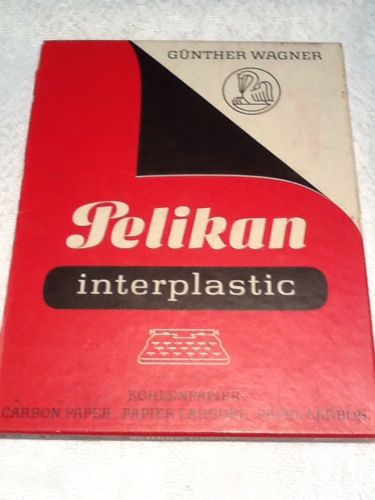 GÜNTHER WAGNER
Pelikan
interplastic
KOHLENPAPIER
CARBON PAPER, PAPIER CARBONE, PAPEL CARBON